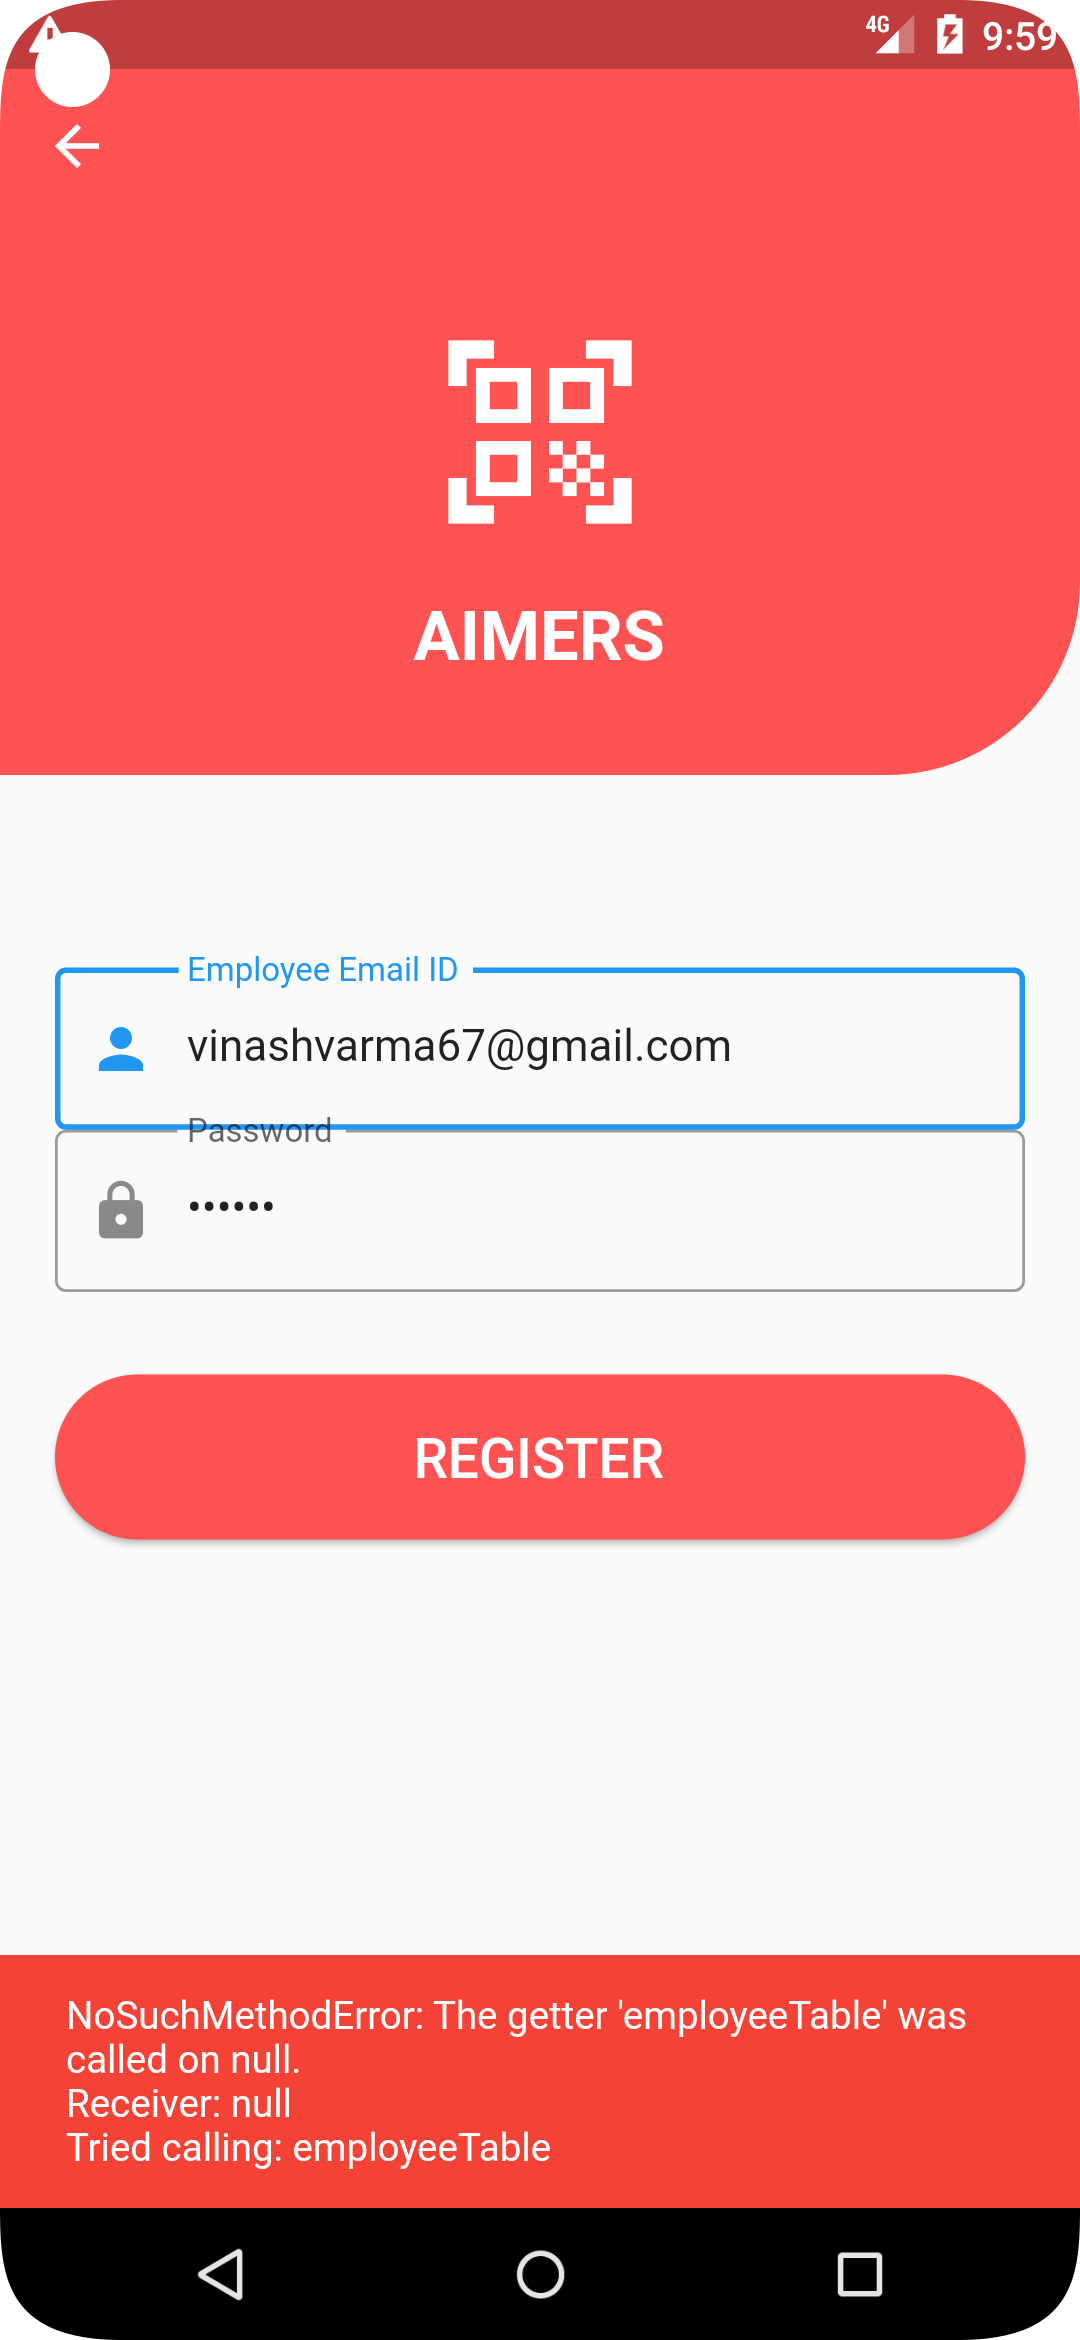 4G 9:59
AIMERS
Employee Email ID
vinashvarma67@gmail.com
Password
••••••
REGISTER
NoSuchMethodError: The getter 'employeeTable' was
called on null.
Receiver: null
Tried calling: employeeTable